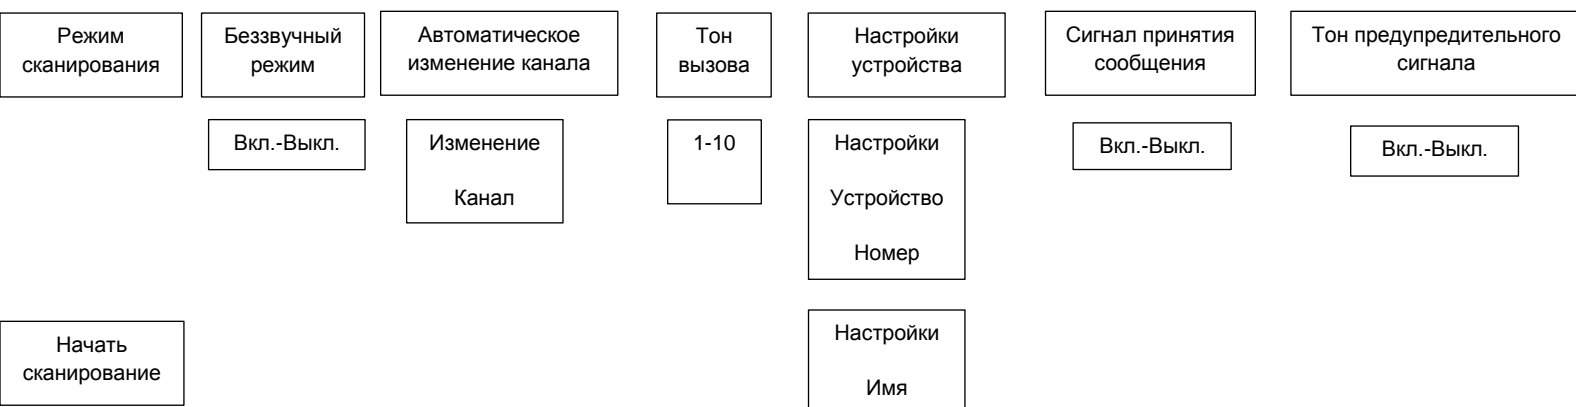 Режим
сканирования
Беззвучный
режим
Автоматическое
изменение канала
Тон
вызова
Настройки
устройства
Сигнал принятия
сообщения
Тон предупредительного
сигнала
Вкл.-Выкл.
Изменение
Канал
1-10
Настройки
Устройство
Номер
Вкл.-Выкл.
Вкл.-Выкл.
Начать
сканирование
Настройки
Имя